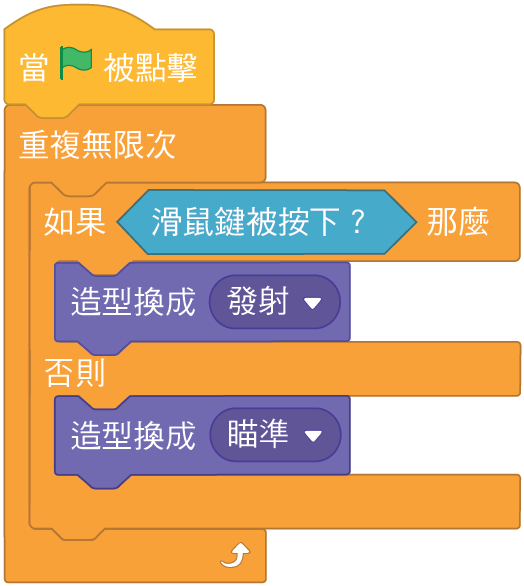 當 被點擊
重複無限次
如果 滑鼠鍵被按下？ 那麼
造型換成 發射
否則
造型換成 瞄準